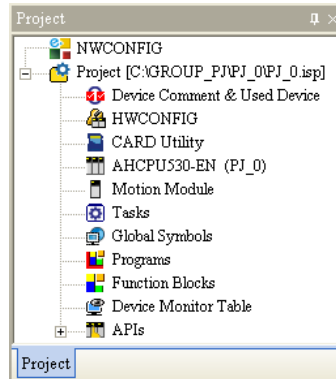 Project
NWCONFIG
Project [C:\GROUP_PJ\PJ_0\PJ_0.isp]
Device Comment & Used Device
HWCONFIG
CARD Utility
AHCPU530-EN (PJ_0)
Motion Module
Tasks
Global Symbols
Programs
Function Blocks
Device Monitor Table
APIs
Project